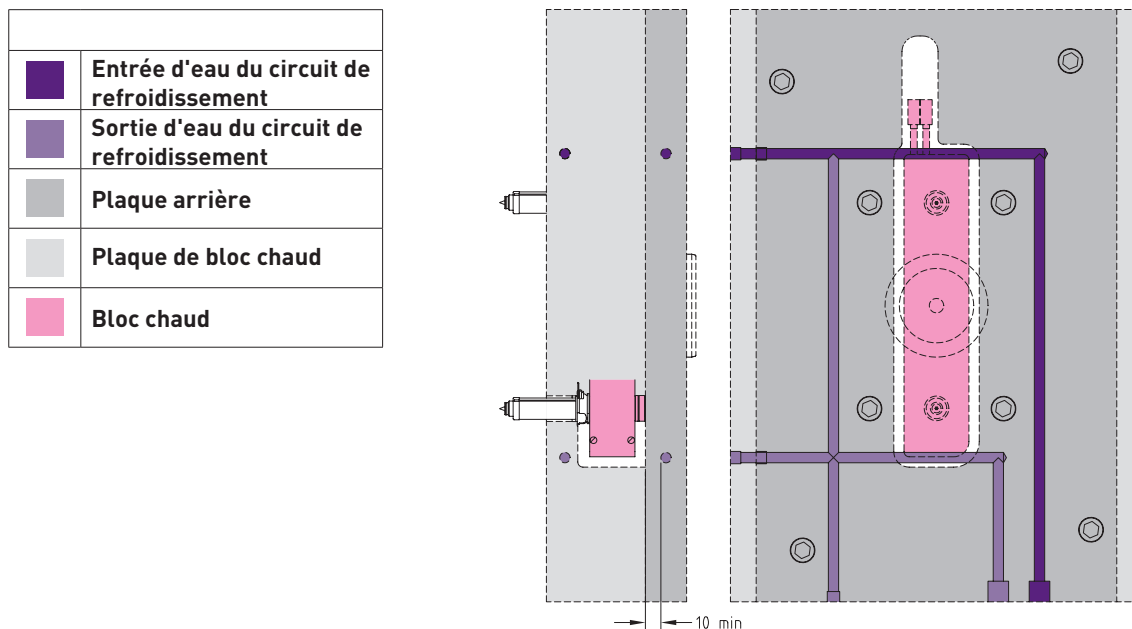 Entrée d'eau du circuit de
refroidissement
Sortie d'eau du circuit de
refroidissement
Plaque arrière
Plaque de bloc chaud
Bloc chaud
10 min